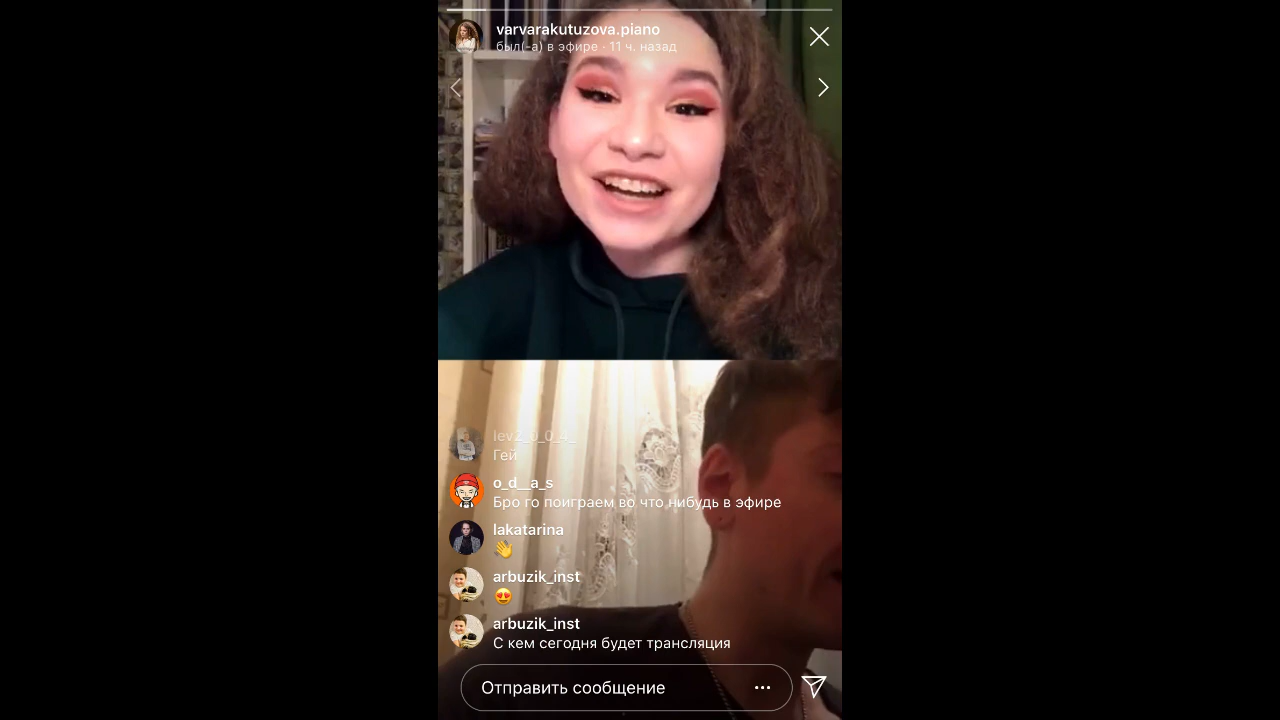 varvarakutuzova.piano
был(-а) в эфире · 11 ч. назад
lev2_0_0_4_
Гей
o_d__a_s
Бро го поиграем во что нибудь в эфире
lakatarina
👋
arbuzik_inst
😍
arbuzik_inst
С кем сегодня будет трансляция
Отправить сообщение